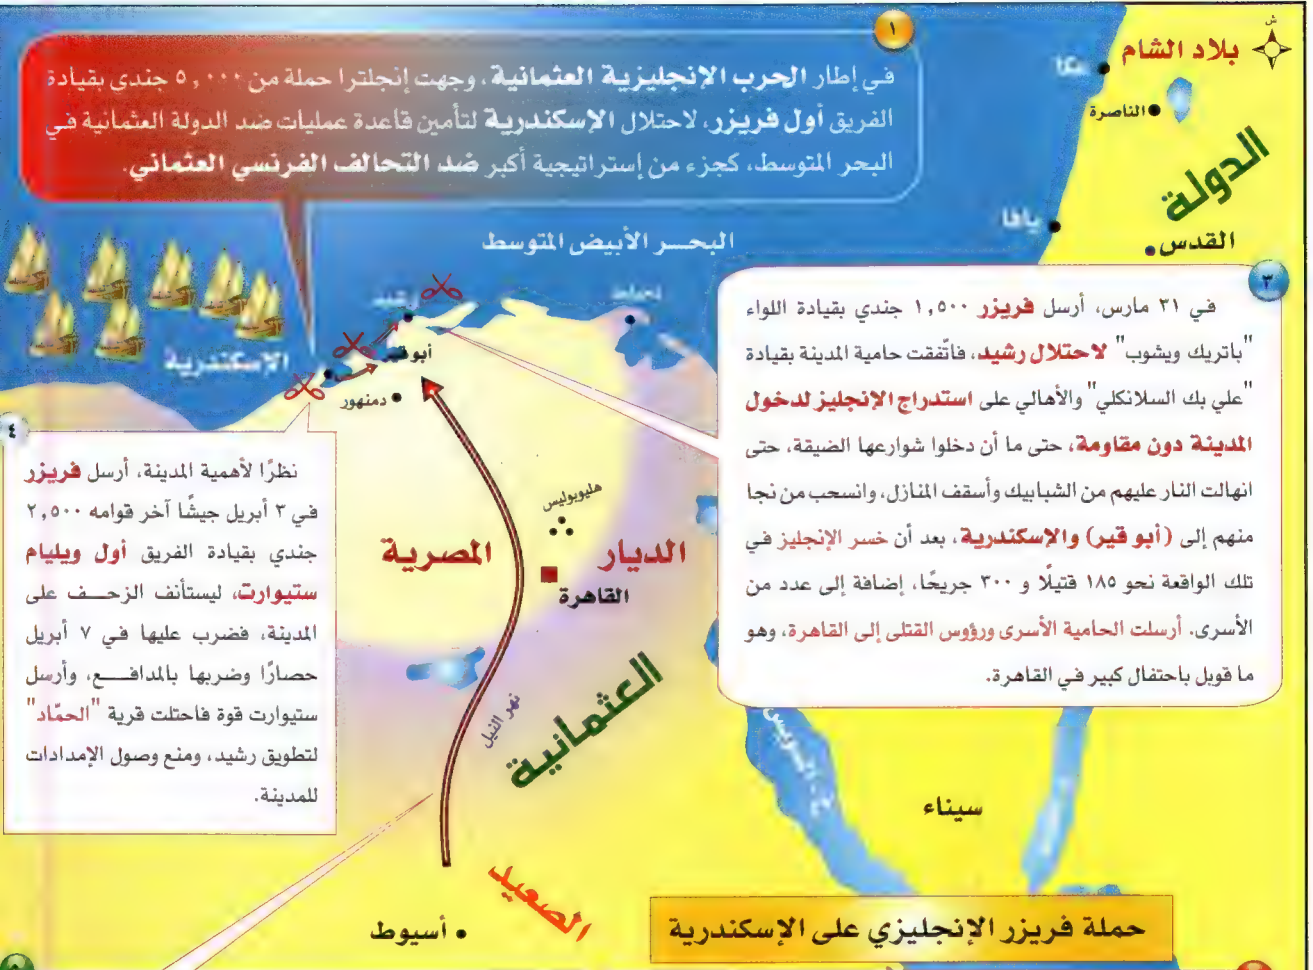 ١
في إطار الحرب الإنجليزية العثمانية، وجهت إنجلترا حملة من ٥,٠٠٠ جندي بقيادة
الفريق أول فريزر، لاحتلال الإسكندرية لتأمين قاعدة عمليات ضد الدولة العثمانية في
البحر المتوسط، كجزء من إستراتيجية أكبر ضد التحالف الفرنسي العثماني.
ش
بلاد الشام
عكا
الناصرة
الدولة
يافا
القدس
البحـــر الأبيض المتوسط
دمياط
رشيد
أبو قير
الإسكندرية
دمنهور
٣
في ٣١ مارس، أرسل فريزر ١,٥٠٠ جندي بقيادة اللواء
"باتريك ويشوب" لاحتلال رشيد، فاتّفقت حامية المدينة بقيادة
"علي بك السلانكلي" والأهالي على استدراج الإنجليز لدخول
المدينة دون مقاومة، حتى ما أن دخلوا شوارعها الضيقة، حتى
انهالت النار عليهم من الشبابيك وأسقف المنازل، وانسحب من نجا
منهم إلى (أبو قير) والإسكندرية، بعد أن خسر الإنجليز في
تلك الواقعة نحو ١٨٥ قتيلًا و ٣٠٠ جريحًا، إضافة إلى عدد من
الأسرى. أرسلت الحامية الأسرى ورؤوس القتلى إلى القاهرة، وهو
ما قوبل باحتفال كبير في القاهرة.
٤
نظرًا لأهمية المدينة، أرسل فريزر
في ٣ أبريل جيشًا آخر قوامه ٢,٥٠٠
جندي بقيادة الفريق أول ويليام
ستيوارت، ليستأنف الزحـــف على
المدينة، فضرب عليها في ٧ أبريل
حصارًا وضربها بالمدافـــــع، وأرسل
ستيوارت قوة فاحتلت قرية "الحمّاد"
لتطويق رشيد، ومنع وصول الإمدادات
للمدينة.
هليوبوليس
الديار
المصرية
القاهرة
العثمانية
نهر النيل
خ. السويس
سيناء
الصعيد
أسيوط
حملة فريزر الإنجليزي على الإسكندرية